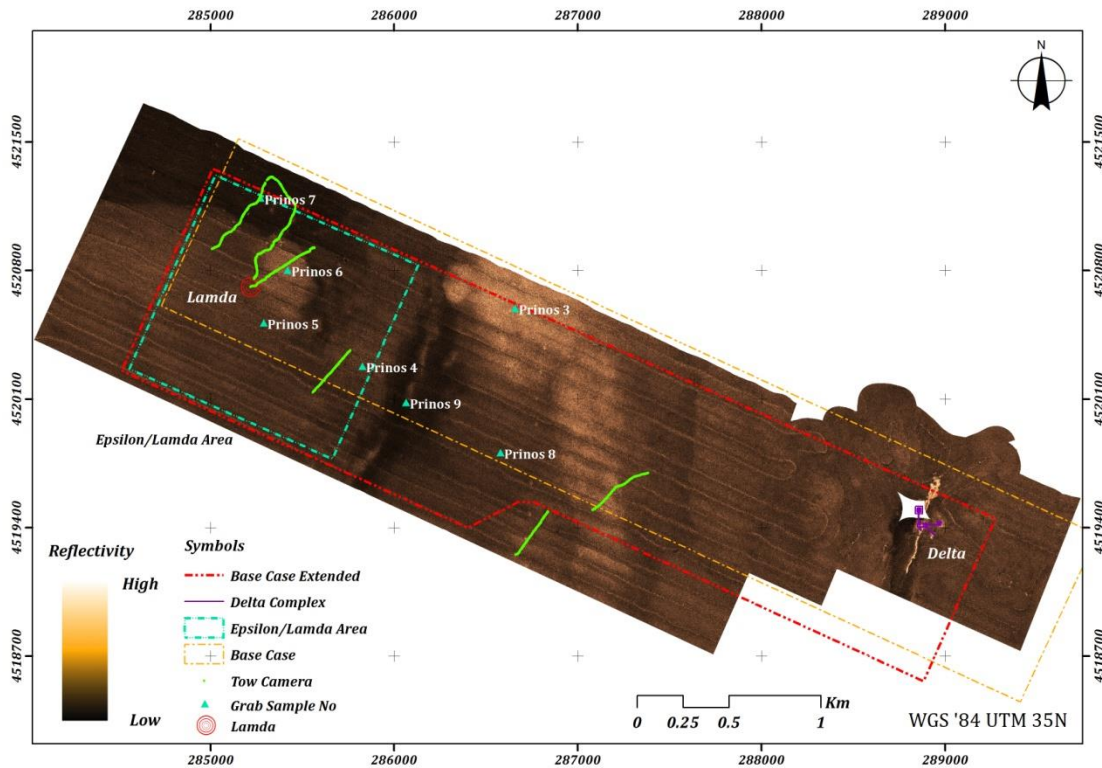 285000 286000 287000 288000 289000
N
4521500 4521500
Prinos 7
4520800 4520800
Prinos 6
Lamda
Prinos 3
Prinos 5
Prinos 4
4520100 4520100
Prinos 9
Epsilon/Lamda Area
Prinos 8
4519400 4519400
Reflectivity
Symbols
Delta
High
Base Case Extended
Delta Complex
Epsilon/Lamda Area
4518700 4518700
Base Case
Tow Camera
Grab Sample No
Low
Lamda
Km
0 0.25 0.5 1
WGS '84 UTM 35N
285000 286000 287000 288000 289000